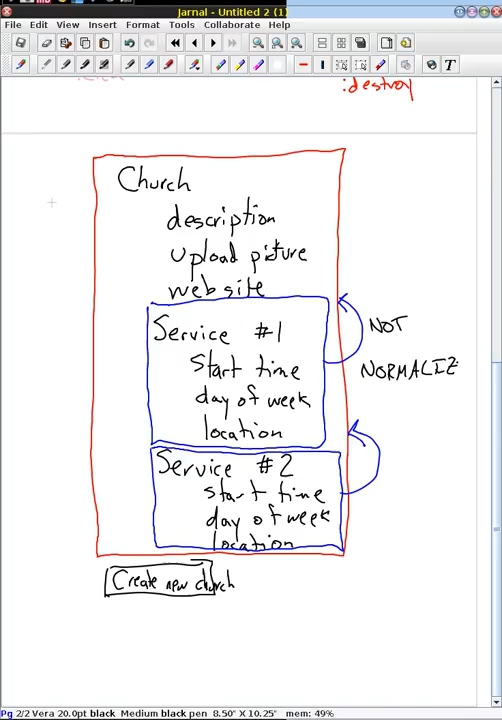 Jarnal - Untitled 2 (1)
File Edit View Insert Format Tools Collaborate Help
T
:destroy
Church
description
upload picture
website
Service #1
start time
day of week
location
NOT
NORMALIZ
Service #2
start time
day of week
location
Create new church
Pg 2/2 Vera 20.0pt black Medium black pen 8.50" X 10.25" mem: 49%